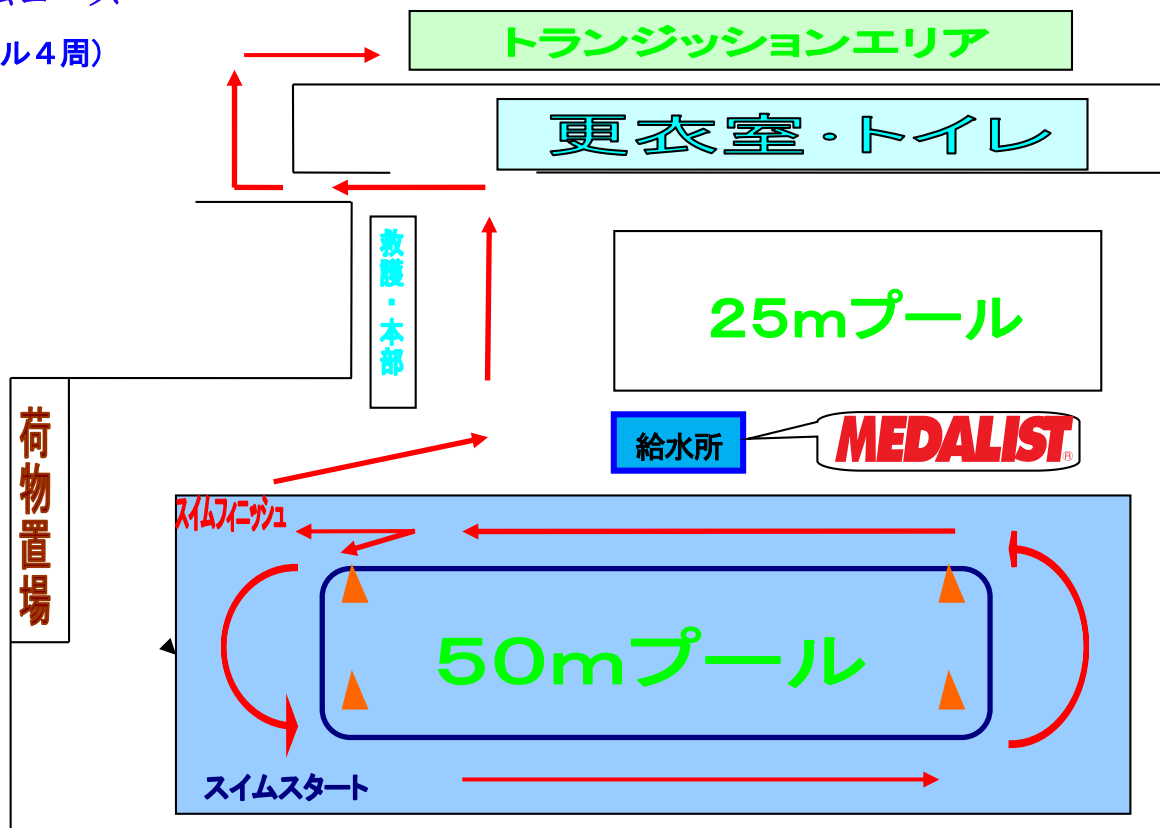 ル４周）
トランジッションエリア
更衣室・トイレ
救護・本部
25mプール
給水所
MEDALIST®
荷物置場
スイムフィニッシュ
50mプール
スイムスタート